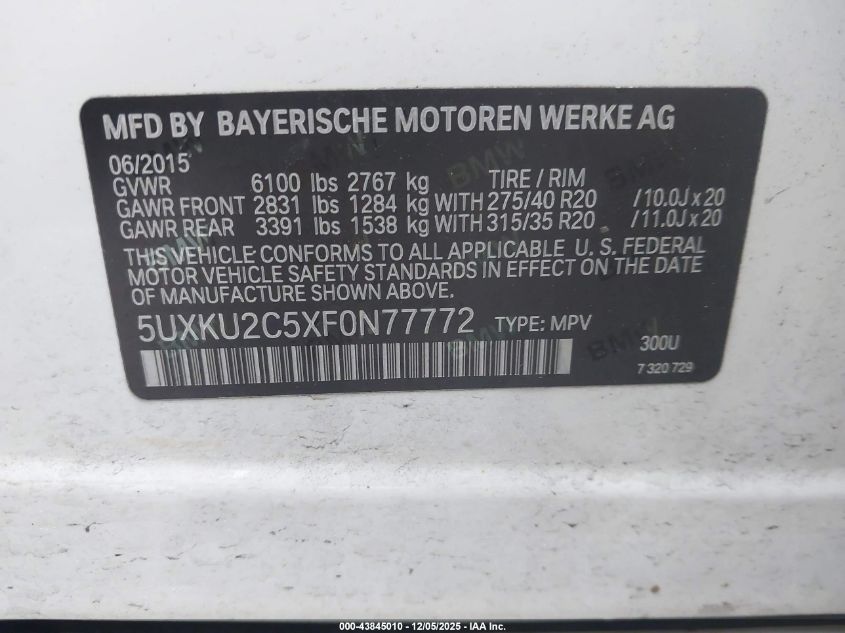 MFD BY BAYERISCHE MOTOREN WERKE AG
06/2015
GVWR 6100 lbs 2767 kg TIRE / RIM
GAWR FRONT 2831 lbs 1284 kg WITH 275/40 R20 / 10.0J x 20
GAWR REAR 3391 lbs 1538 kg WITH 315/35 R20 / 11.0J x 20
THIS VEHICLE CONFORMS TO ALL APPLICABLE U. S. FEDERAL
MOTOR VEHICLE SAFETY STANDARDS IN EFFECT ON THE DATE
OF MANUFACTURE SHOWN ABOVE.
5UXKU2C5XF0N77772 TYPE: MPV
300U
7 320 729
000-43845010 - 12/05/2025 - IAA Inc.